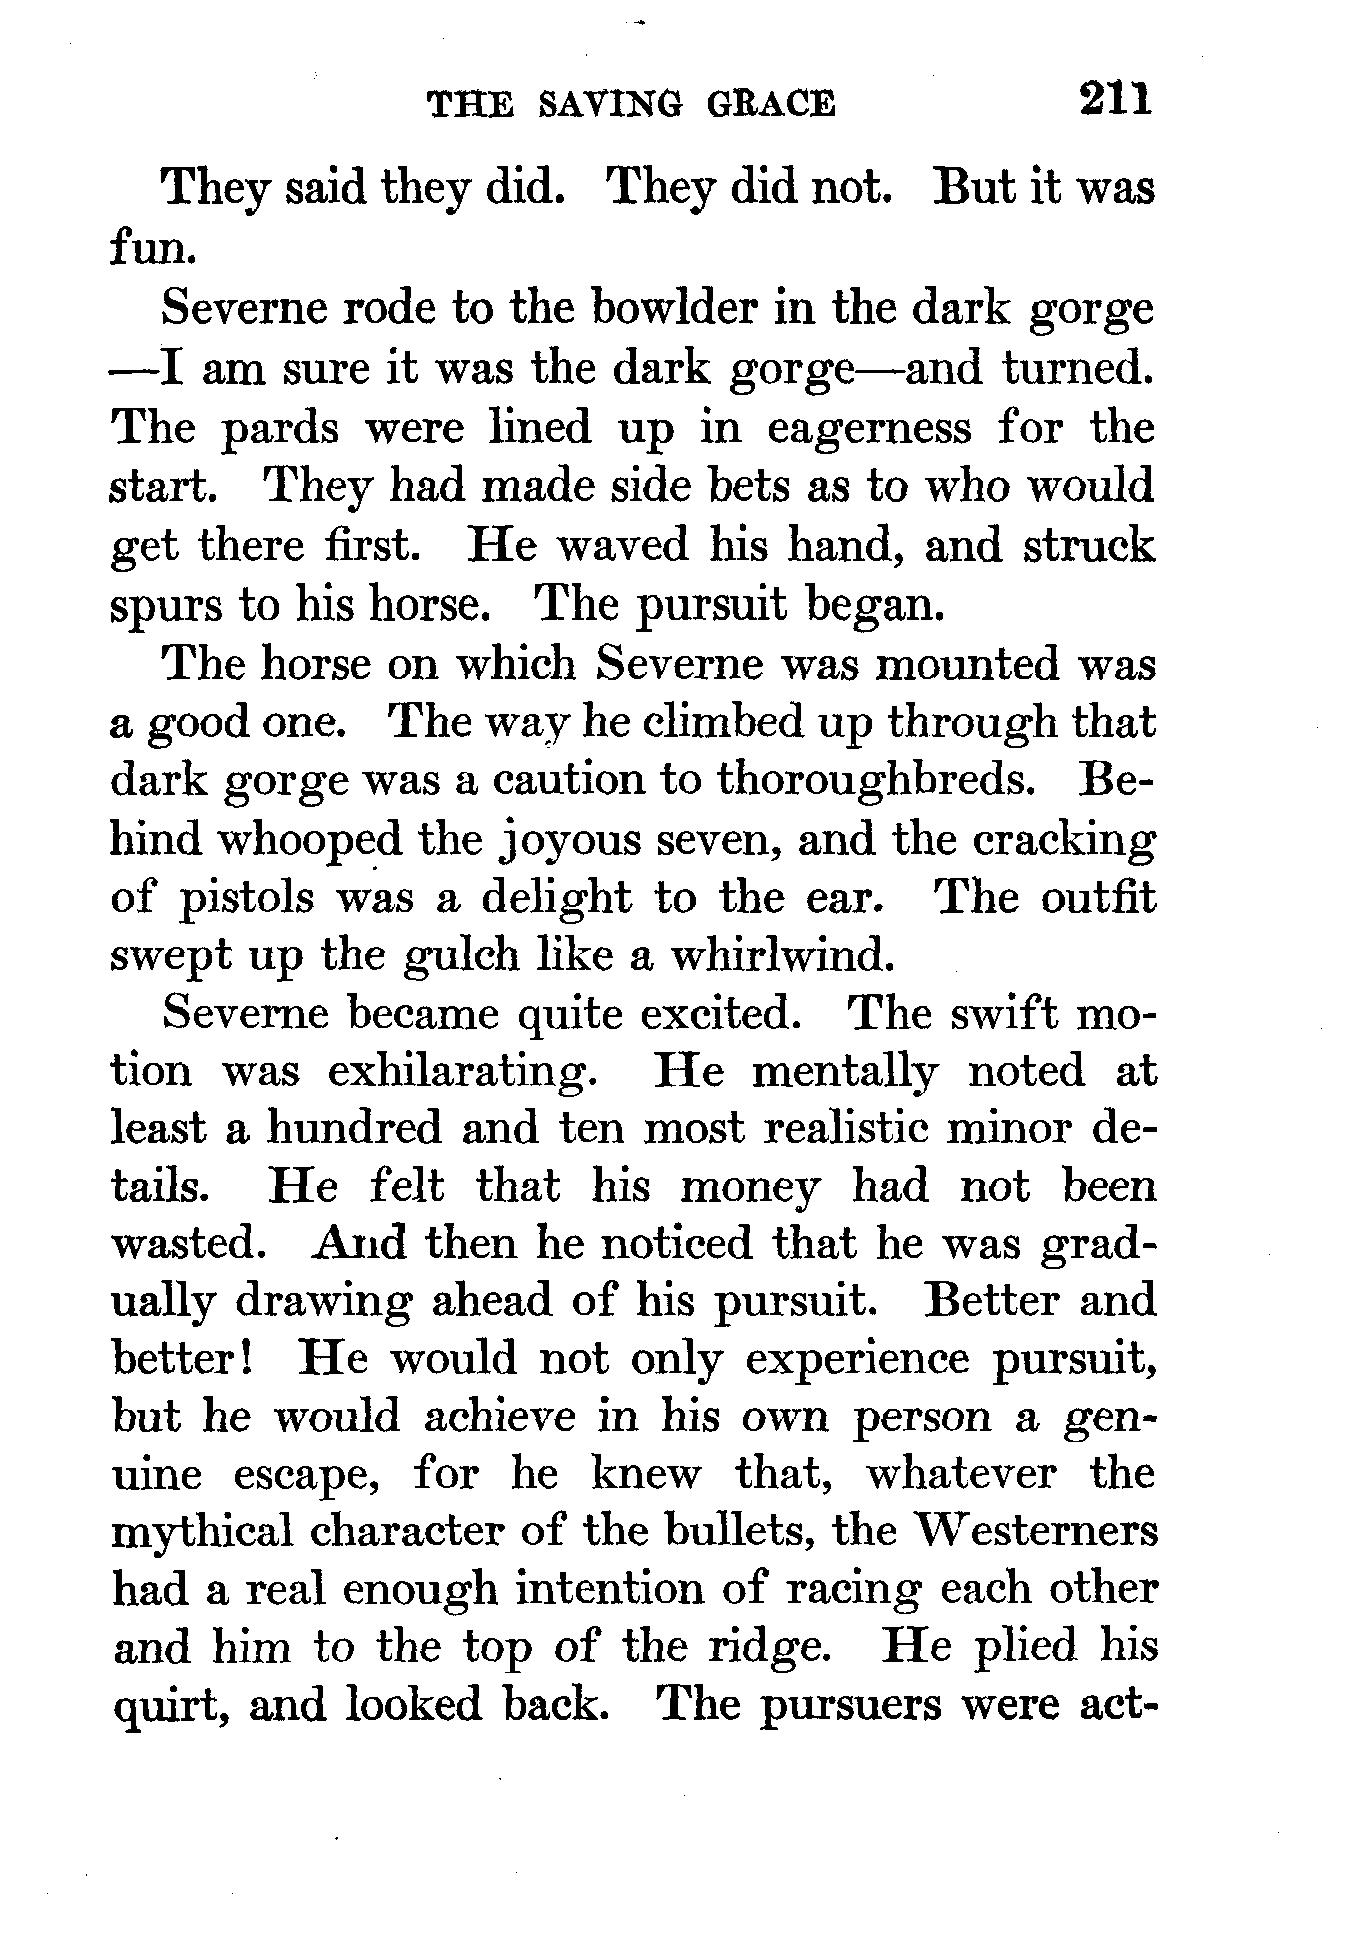 THE SAVING GRACE 211
They said they did. They did not. But it was
fun.
Severne rode to the bowlder in the dark gorge
—I am sure it was the dark gorge—and turned.
The pards were lined up in eagerness for the
start. They had made side bets as to who would
get there first. He waved his hand, and struck
spurs to his horse. The pursuit began.
The horse on which Severne was mounted was
a good one. The way he climbed up through that
dark gorge was a caution to thoroughbreds. Be-
hind whooped the joyous seven, and the cracking
of pistols was a delight to the ear. The outfit
swept up the gulch like a whirlwind.
Severne became quite excited. The swift mo-
tion was exhilarating. He mentally noted at
least a hundred and ten most realistic minor de-
tails. He felt that his money had not been
wasted. And then he noticed that he was grad-
ually drawing ahead of his pursuit. Better and
better! He would not only experience pursuit,
but he would achieve in his own person a gen-
uine escape, for he knew that, whatever the
mythical character of the bullets, the Westerners
had a real enough intention of racing each other
and him to the top of the ridge. He plied his
quirt, and looked back. The pursuers were act-